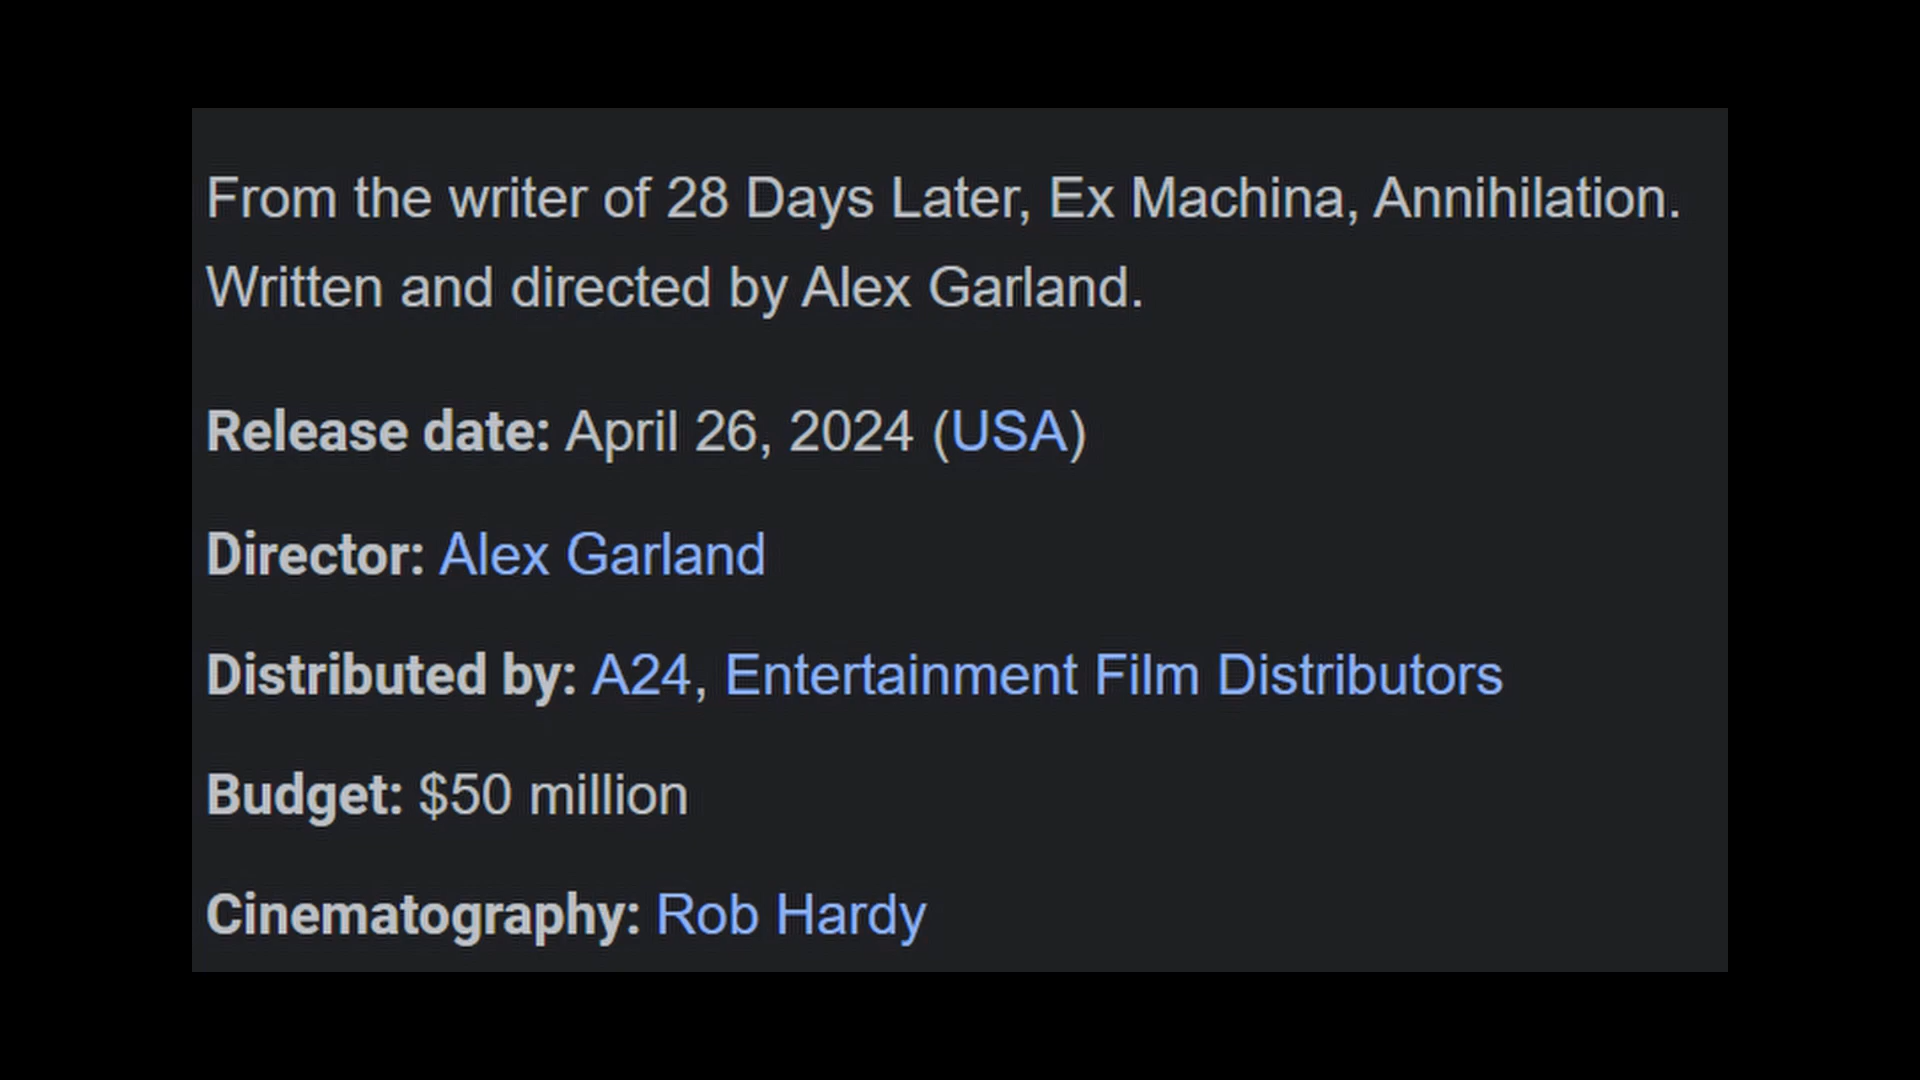 From the writer of 28 Days Later, Ex Machina, Annihilation.
Written and directed by Alex Garland.
Release date: April 26, 2024 (USA)
Director: Alex Garland
Distributed by: A24, Entertainment Film Distributors
Budget: $50 million
Cinematography: Rob Hardy